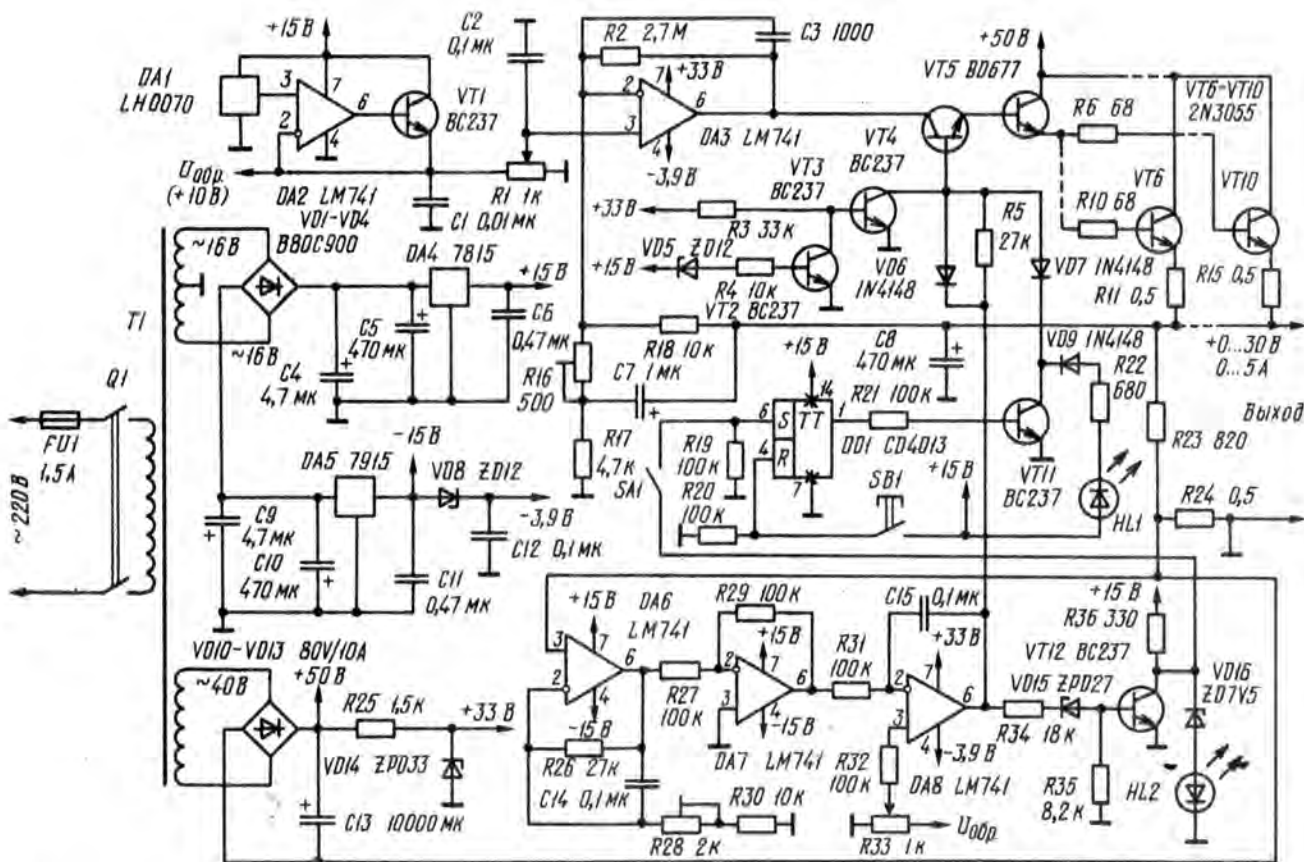 +15 В
DA1
LH0070
3
2
7
6
4
VT1
BC237
Uобр.
(+10 В)
DA2 LM741
C1 0,01 мк
C2
0,1 мк
R1 1к
R2 2,7 М
C3 1000
+33 В
2
3
7
6
4
DA3 LM741
-3,9 В
+50 В
VT5 BD677
VT4
BC237
VT3
BC237
R6 68
VT6-VT10
2N3055
VT6
VT10
R10 68
+33 В
R3 33к
VD5 ZD12
+15 В
R4 10к
VT2 BC237
VD6
1N4148
R5
27к
VD7 1N4148
R11 0,5
R15 0,5
VD1-VD4
B80C900
~16 В
~16 В
T1
DA4 7815
+15 В
C5
470 мк
C4
4,7 мк
C6
0,47 мк
R18 10к
R16
500
C7 1 мк
+15 В
C8
470 мк
VD9 1N4148
R22
680
+0...30 В
0...5 А
Выход
Q1
FU1
1,5 А
~220 В
-15 В
DA5 7915
VD8 ZD12
-3,9 В
C9
4,7 мк
C10
470 мк
C12 0,1 мк
C11
0,47 мк
R17
4,7к
SA1
R19
100к
R20
100к
6
4
S
R
TT
14
1
7
R21 100к
DD1 CD4013
SB1
+15 В
VT11
BC237
HL1
R23 820
R24 0,5
VD10-VD13 80V/10A
+50 В
~40 В
R25 1,5к
+33 В
VD14 ZPD33
C13 10000 мк
+15 В
DA6
LM741
3
2
7
6
4
-15 В
R26 27к
C14 0,1 мк
R27
100к
R28 2к
R29 100к
+15 В
2
3
7
6
4
-15 В
DA7 LM741
R30 10к
R31
100к
C15 0,1 мк
+33 В
2
3
7
6
4
-3,9 В
R32
100к
DA8 LM741
R33 1к
Uобр.
+15 В
R36 330
VT12 BC237
VD15 ZPD27
R34 18к
R35
8,2к
VD16
ZD7V5
HL2